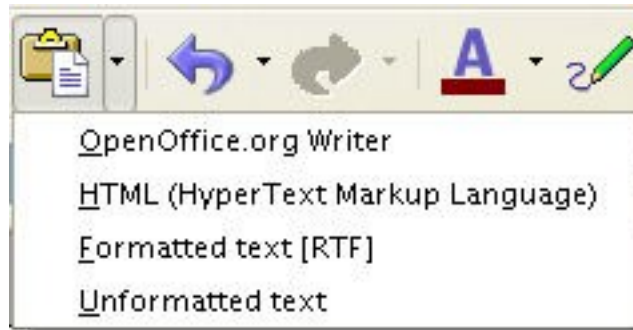 A
OpenOffice.org Writer
HTML (HyperText Markup Language)
Formatted text [RTF]
Unformatted text